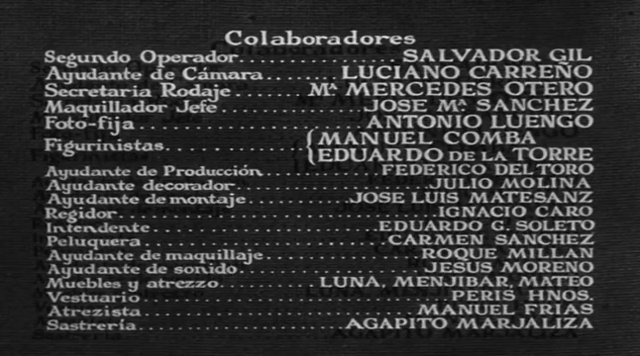 Colaboradores
Segundo Operador.................SALVADOR GIL
Ayudante de Cámara.......LUCIANO CARREÑO
Secretaria Rodaje........Mª MERCEDES OTERO
Maquillador Jefe..............JOSE Mª SANCHEZ
Foto-fija.........................ANTONIO LUENGO
Figurinistas...............{MANUEL COMBA
EDUARDO DE LA TORRE
Ayudante de Producción..........FEDERICO DEL TORO
Ayudante decorador................JULIO MOLINA
Ayudante de montaje.........JOSE LUIS MATESANZ
Regidor..............................IGNACIO CARO
Intendente....................EDUARDO G. SOLETO
Peluquera......................CARMEN SANCHEZ
Ayudante de maquillaje............ROQUE MILLAN
Ayudante de sonido...............JESUS MORENO
Muebles y atrezzo.........LUNA, MENJIBAR, MATEO
Vestuario.........................PERIS HNOS.
Atrezista........................MANUEL FRIAS
Sastrería.................AGAPITO MARJALIZA